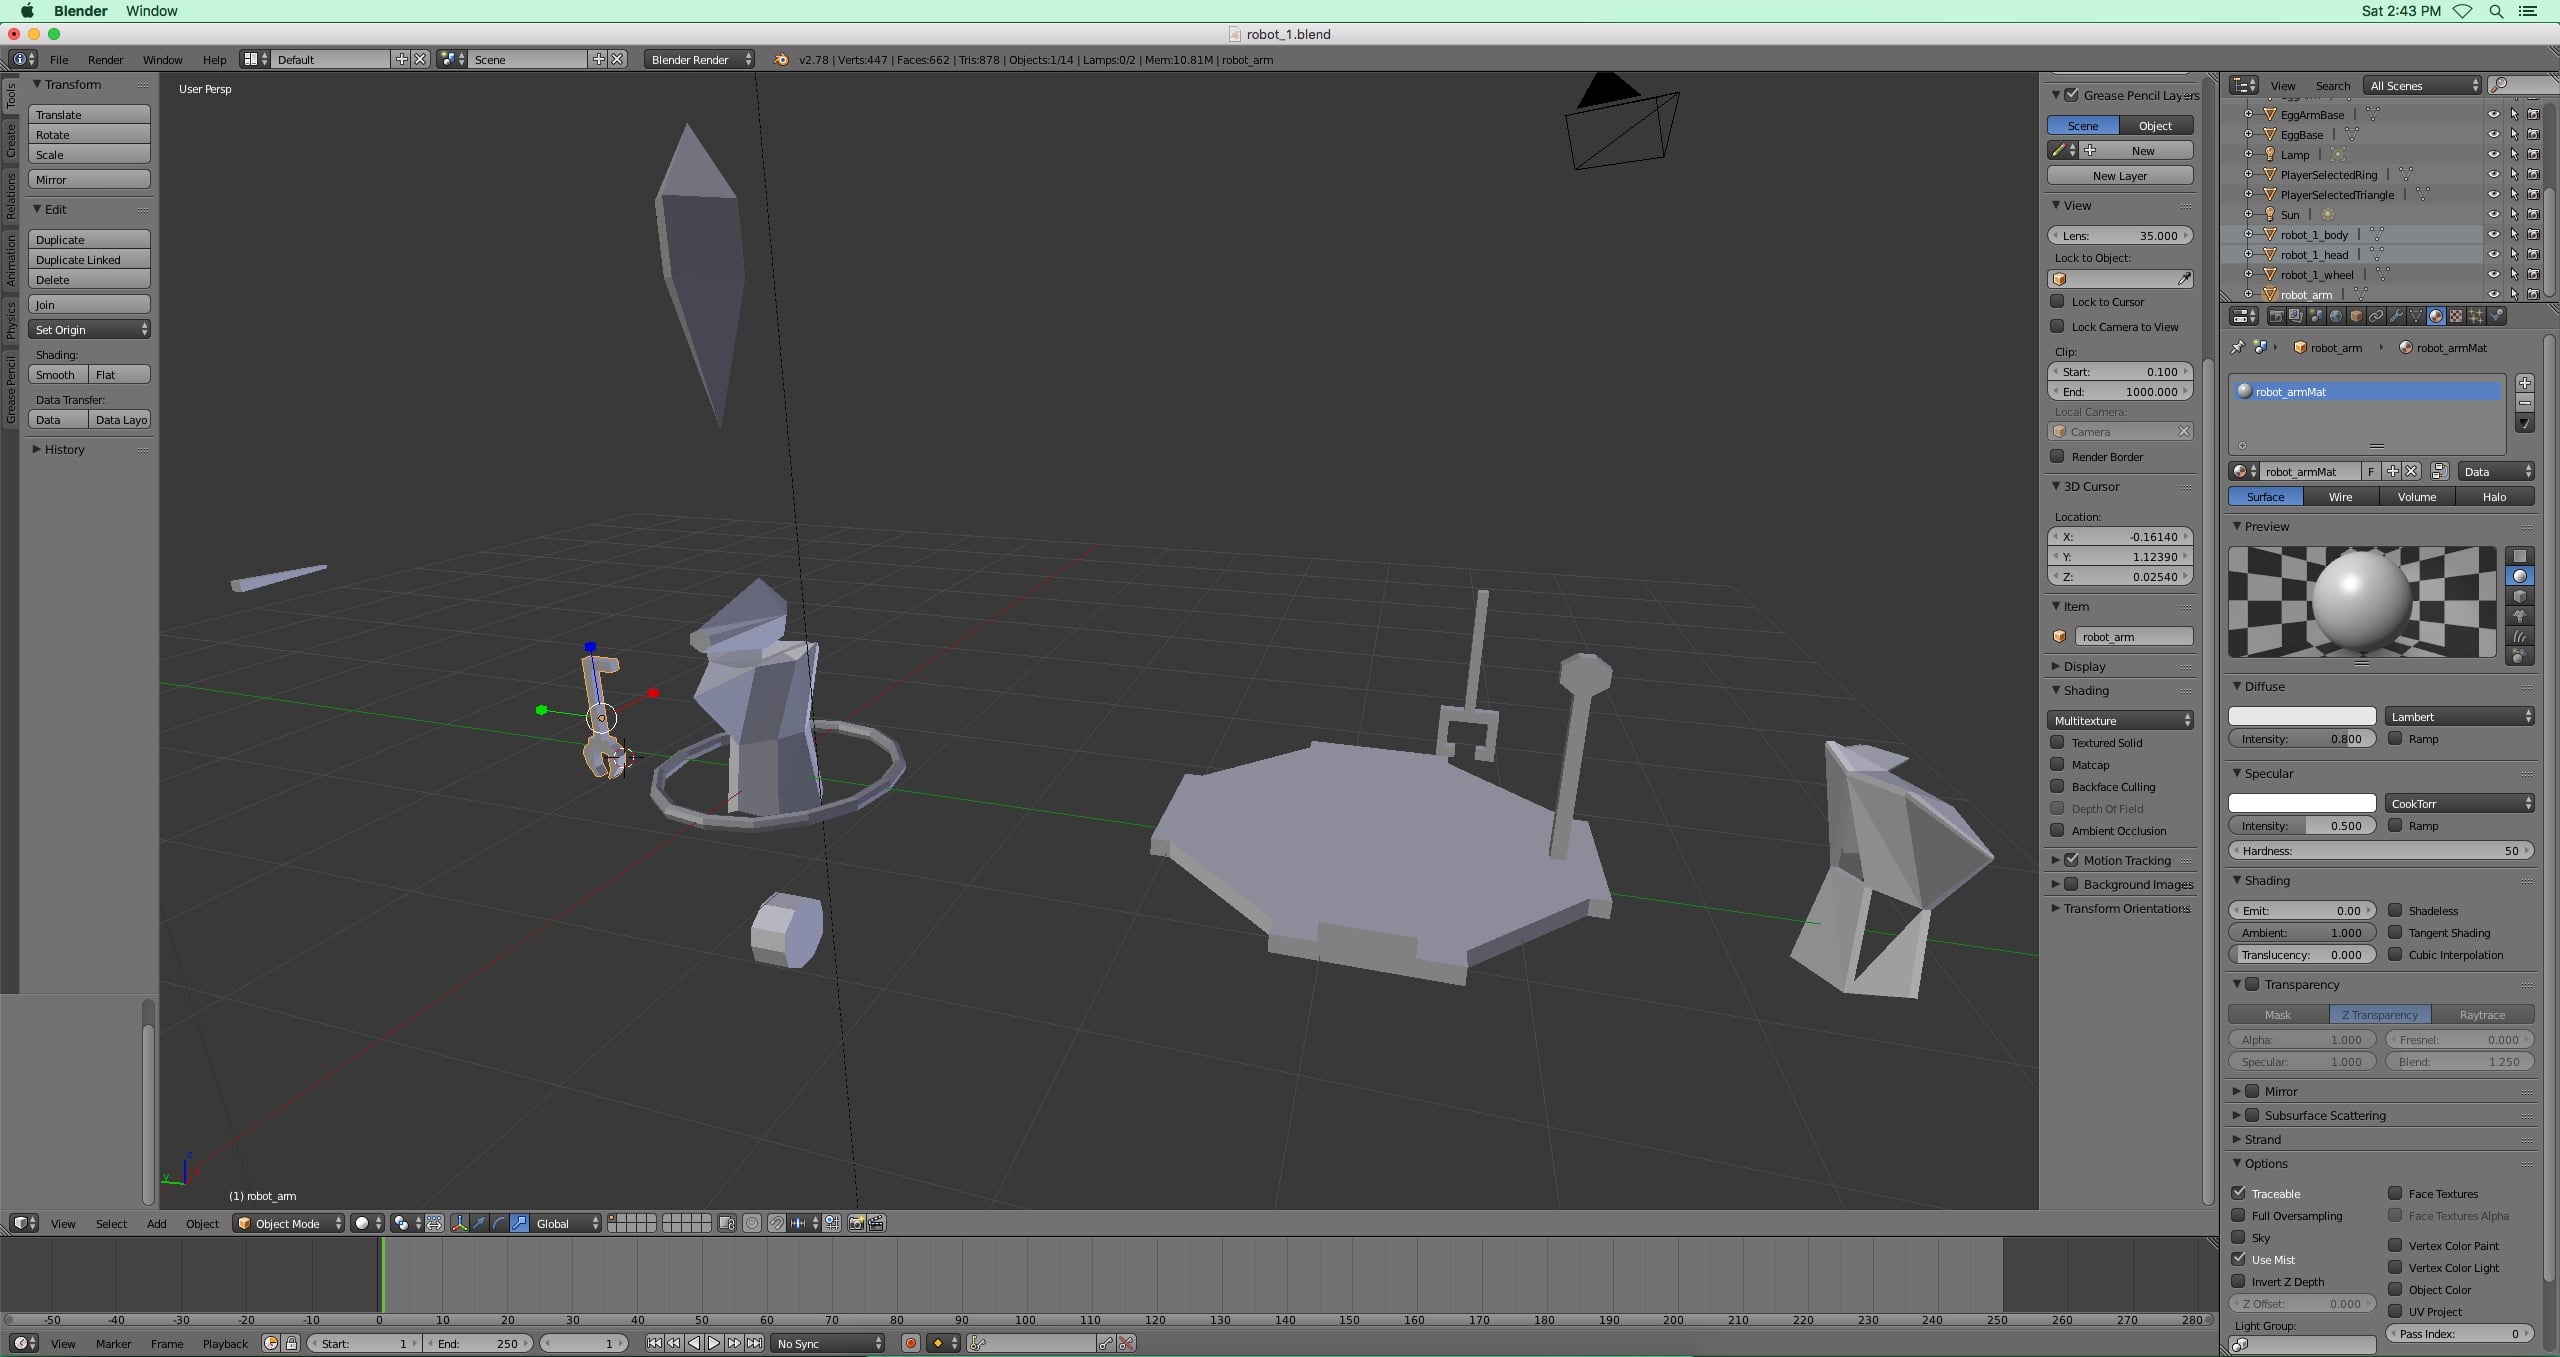 Blender Window Sat 2:43 PM
robot_1.blend
File Render Window Help Default Scene Blender Render v2.78 | Verts:447 | Faces:662 | Tris:878 | Objects:1/14 | Lamps:0/2 | Mem:10.81M | robot_arm
Tools
Create
Relations
Animation
Physics
Grease Pencil
Transform
Translate
Rotate
Scale
Mirror
Edit
Duplicate
Duplicate Linked
Delete
Join
Set Origin
Shading:
Smooth Flat
Data Transfer:
Data Data Layo
History
User Persp
z
y
(1) robot_arm
Grease Pencil Layers
Scene Object
New
New Layer
View
Lens: 35.000
Lock to Object:
Lock to Cursor
Lock Camera to View
Clip:
Start: 0.100
End: 1000.000
Local Camera:
Camera
Render Border
3D Cursor
Location:
X: -0.16140
Y: 1.12390
Z: 0.02540
Item
robot_arm
Display
Shading
Multitexture
Textured Solid
Matcap
Backface Culling
Depth Of Field
Ambient Occlusion
Motion Tracking
Background Images
Transform Orientations
View Search All Scenes
EggArmBase
EggBase
Lamp
PlayerSelectedRing
PlayerSelectedTriangle
Sun
robot_1_body
robot_1_head
robot_1_wheel
robot_arm
robot_arm robot_armMat
robot_armMat
robot_armMat F Data
Surface Wire Volume Halo
Preview
Diffuse
Lambert
Intensity: 0.800 Ramp
Specular
CookTorr
Intensity: 0.500 Ramp
Hardness: 50
Shading
Emit: 0.00 Shadeless
Ambient: 1.000 Tangent Shading
Translucency: 0.000 Cubic Interpolation
Transparency
Mask Z Transparency Raytrace
Alpha: 1.000 Fresnel: 0.000
Specular: 1.000 Blend: 1.250
Mirror
Subsurface Scattering
Strand
Options
Traceable Face Textures
Full Oversampling Face Textures Alpha
Sky
Use Mist Vertex Color Paint
Invert Z Depth Vertex Color Light
Z Offset: 0.000 Object Color
UV Project
Light Group:
Pass Index: 0
View Select Add Object Object Mode Global
-50 -40 -30 -20 -10 0 10 20 30 40 50 60 70 80 90 100 110 120 130 140 150 160 170 180 190 200 210 220 230 240 250 260 270 280
View Marker Frame Playback Start: 1 End: 250 1 No Sync